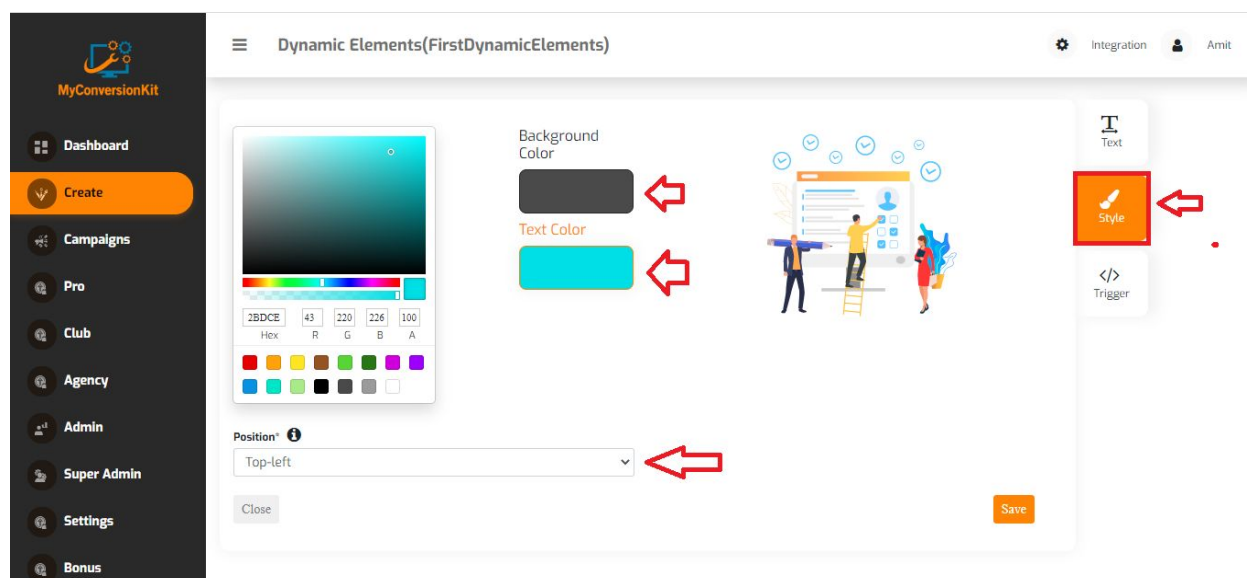 MyConversionKit
Dashboard
Create
Campaigns
Pro
Club
Agency
Admin
Super Admin
Settings
Bonus
Dynamic Elements(FirstDynamicElements)
Integration
Amit
Background
Color
Text Color
2BDCE
43
220
226
100
Hex
R
G
B
A
Position*
Top-left
Close
Save
Text
Style
</>
Trigger